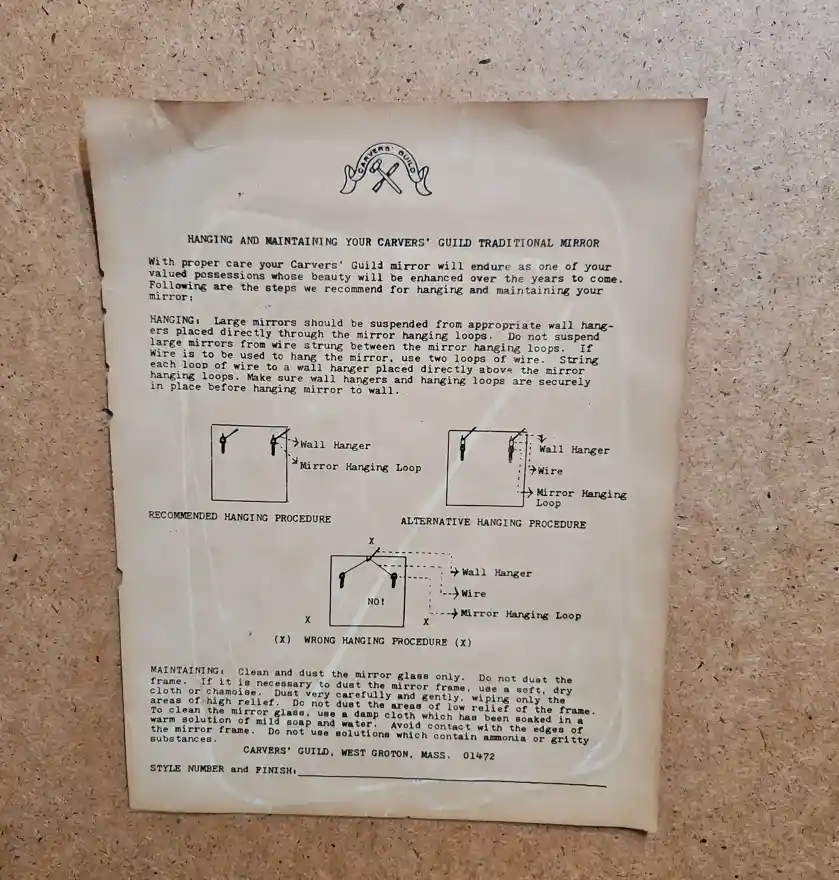 CARVERS' GUILD
HANGING AND MAINTAINING YOUR CARVERS' GUILD TRADITIONAL MIRROR
With proper care your Carvers' Guild mirror will endure as one of your
valued possessions whose beauty will be enhanced over the years to come.
Following are the steps we recommend for hanging and maintaining your
mirror:
HANGING: Large mirrors should be suspended from appropriate wall hang-
ers placed directly through the mirror hanging loops. Do not suspend
large mirrors from wire strung between the mirror hanging loops. If
Wire is to be used to hang the mirror, use two loops of wire. String
each loop of wire to a wall hanger placed directly above the mirror
hanging loops. Make sure wall hangers and hanging loops are securely
in place before hanging mirror to wall.
Wall Hanger
Mirror Hanging Loop
RECOMMENDED HANGING PROCEDURE
Wall Hanger
Wire
Mirror Hanging
Loop
ALTERNATIVE HANGING PROCEDURE
X
Wall Hanger
Wire
NO!
Mirror Hanging Loop
X X
(X) WRONG HANGING PROCEDURE (X)
MAINTAINING: Clean and dust the mirror glass only. Do not dust the
frame. If it is necessary to dust the mirror frame, use a soft, dry
cloth or chamoise. Dust very carefully and gently, wiping only the
areas of high relief. Do not dust the areas of low relief of the frame.
To clean the mirror glass, use a damp cloth which has been soaked in a
warm solution of mild soap and water. Avoid contact with the edges of
the mirror frame. Do not use solutions which contain ammonia or gritty
substances.
CARVERS' GUILD, WEST GROTON, MASS. 01472
STYLE NUMBER and FINISH: